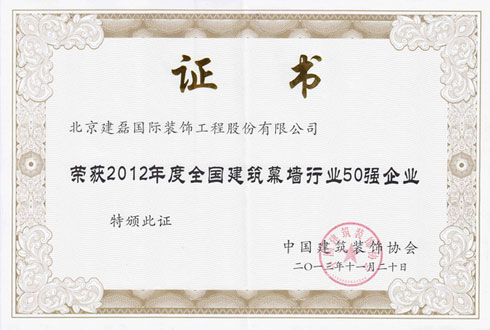 证书
北京建磊国际装饰工程股份有限公司
荣获2012年度全国建筑幕墙行业50强企业
特颁此证
中国建筑装饰协会
二〇一三年十一月二十日